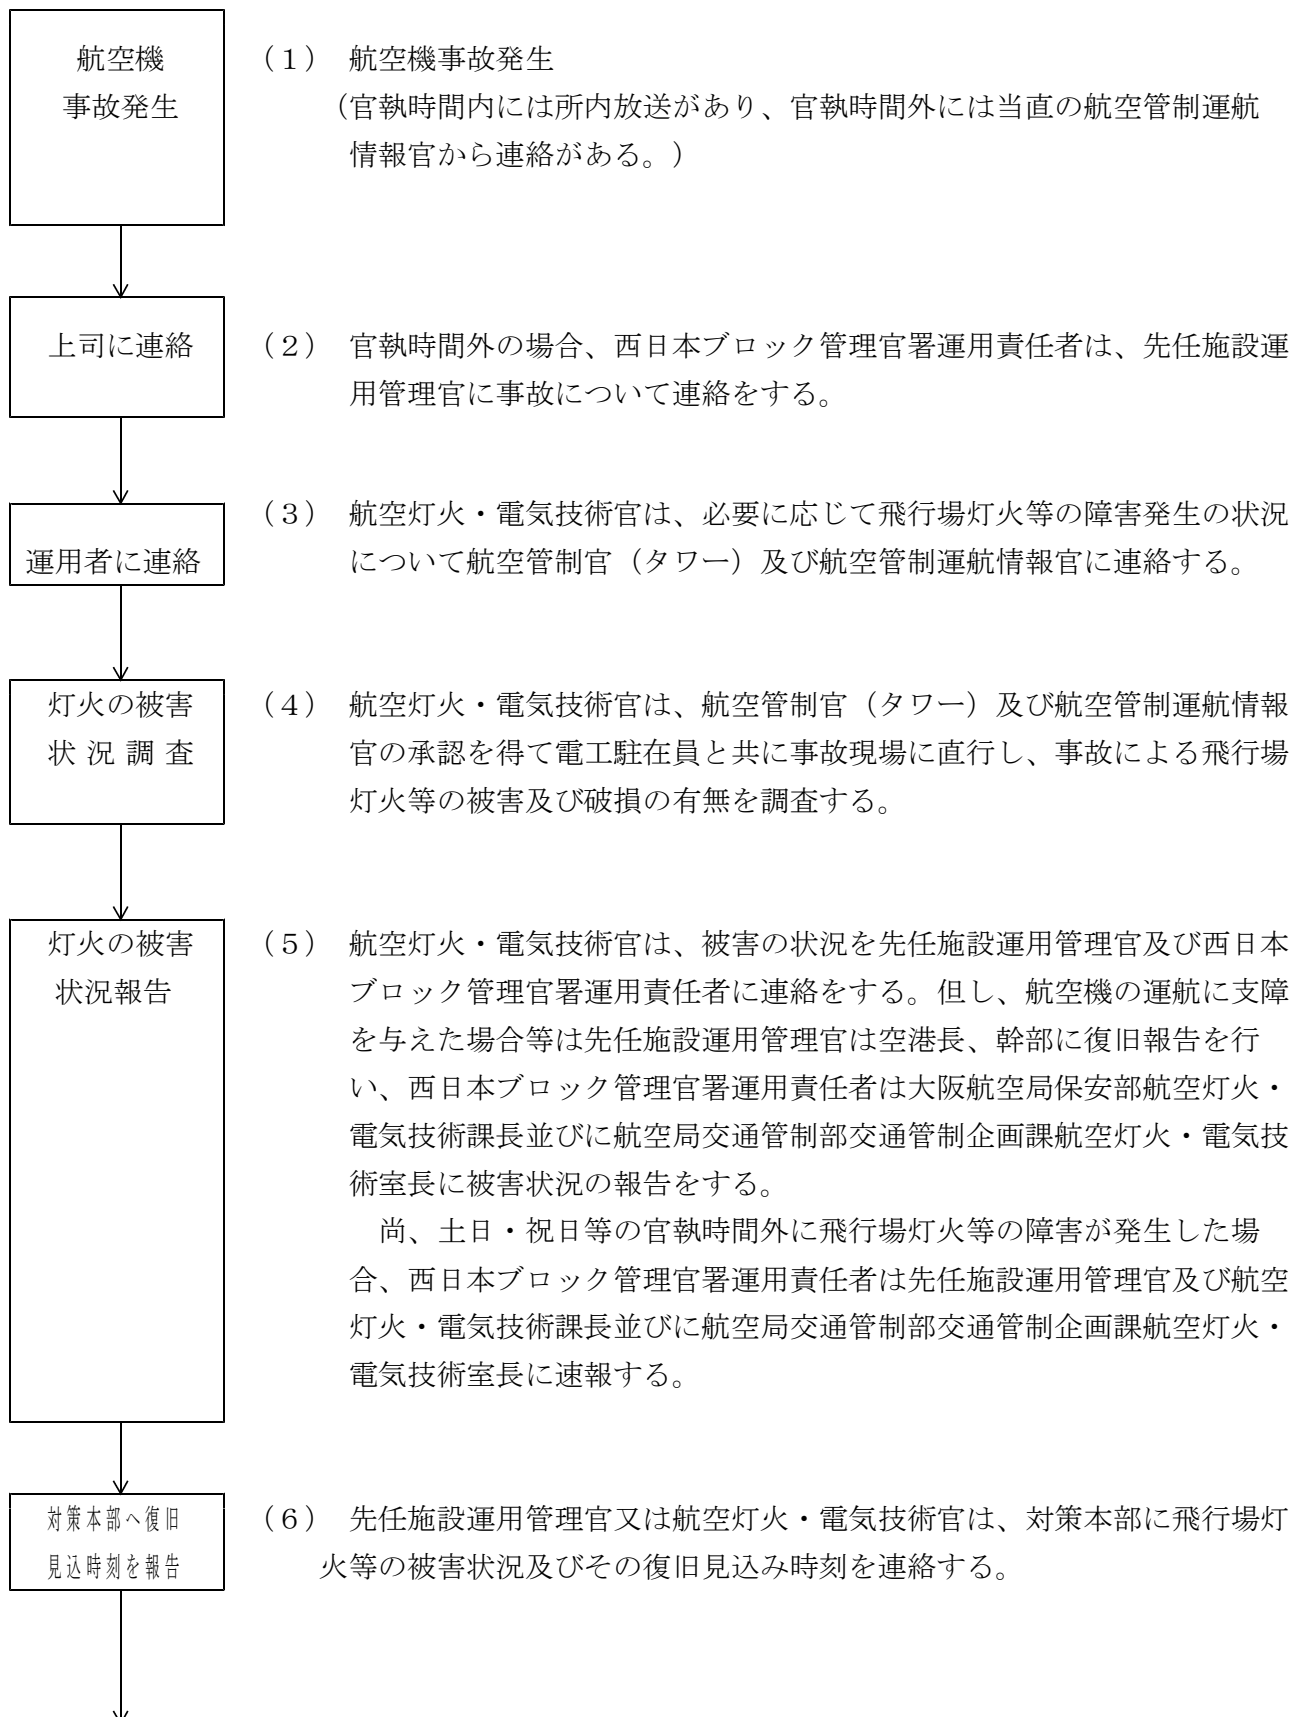 航空機
事故発生
（１） 航空機事故発生
（官執時間内には所内放送があり、官執時間外には当直の航空管制運航
情報官から連絡がある。）
上司に連絡
（２） 官執時間外の場合、西日本ブロック管理官署運用責任者は、先任施設運
用管理官に事故について連絡をする。
運用者に連絡
（３） 航空灯火・電気技術官は、必要に応じて飛行場灯火等の障害発生の状況
について航空管制官（タワー）及び航空管制運航情報官に連絡する。
灯火の被害
状 況 調 査
（４） 航空灯火・電気技術官は、航空管制官（タワー）及び航空管制運航情報
官の承認を得て電工駐在員と共に事故現場に直行し、事故による飛行場
灯火等の被害及び破損の有無を調査する。
灯火の被害
状況報告
（５） 航空灯火・電気技術官は、被害の状況を先任施設運用管理官及び西日本
ブロック管理官署運用責任者に連絡をする。但し、航空機の運航に支障
を与えた場合等は先任施設運用管理官は空港長、幹部に復旧報告を行
い、西日本ブロック管理官署運用責任者は大阪航空局保安部航空灯火・
電気技術課長並びに航空局交通管制部交通管制企画課航空灯火・電気技
術室長に被害状況の報告をする。
尚、土日・祝日等の官執時間外に飛行場灯火等の障害が発生した場
合、西日本ブロック管理官署運用責任者は先任施設運用管理官及び航空
灯火・電気技術課長並びに航空局交通管制部交通管制企画課航空灯火・
電気技術室長に速報する。
対策本部へ復旧
見込時刻を報告
（６） 先任施設運用管理官又は航空灯火・電気技術官は、対策本部に飛行場灯
火等の被害状況及びその復旧見込み時刻を連絡する。